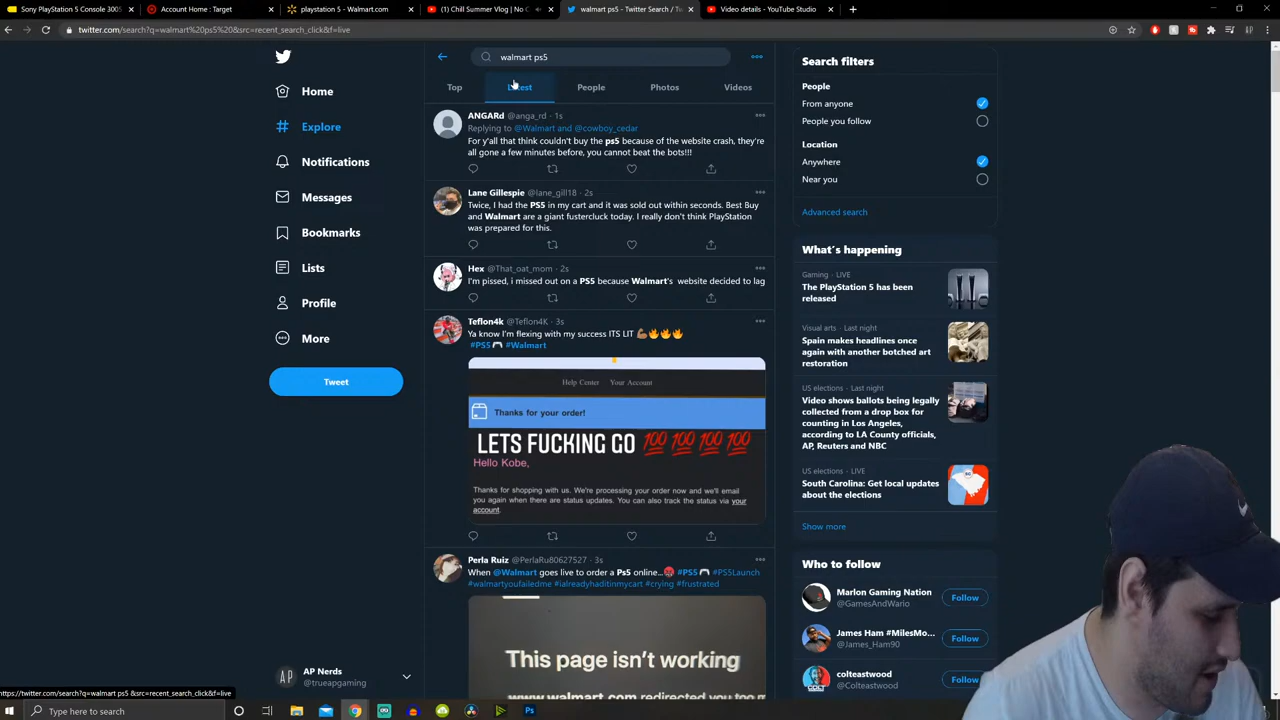 Sony PlayStation 5 Console 3005
Account Home : Target
playstation 5 - Walmart.com
(1) Chill Summer Vlog | No C
walmart ps5 - Twitter Search / Tw
Video details - YouTube Studio
twitter.com/search?q=walmart%20ps5%20&src=recent_search_click&f=live
walmart ps5
Search filters
Top
Latest
People
Photos
Videos
People
From anyone
People you follow
Location
Anywhere
Near you
Advanced search
Home
Explore
Notifications
Messages
Bookmarks
Lists
Profile
More
Tweet
ANGARd @anga_rd · 1s
Replying to @Walmart and @cowboy_cedar
For y'all that think couldn't buy the ps5 because of the website crash, they're
all gone a few minutes before, you cannot beat the bots!!!
Lane Gillespie @lane_gill18 · 2s
Twice, I had the PS5 in my cart and it was sold out within seconds. Best Buy
and Walmart are a giant fustercluck today. I really don't think PlayStation
was prepared for this.
Hex @That_oat_mom · 2s
I'm pissed, i missed out on a PS5 because Walmart's website decided to lag
Teflon4k @Teflon4K · 3s
Ya know I'm flexing with my success ITS LIT 💪🏾🔥🔥🔥
#PS5🎮 #Walmart
Help Center Your Account
Thanks for your order!
LETS FUCKING GO 💯 💯 💯 💯
Hello Kobe,
Thanks for shopping with us. We're processing your order now and we'll email
you again when there are status updates. You can also track the status via your
account.
Perla Ruiz @PerlaRu80627527 · 3s
When @Walmart goes live to order a Ps5 online...😡 #PS5🎮 #PS5Launch
#walmartyoufailedme #ialreadyhaditinmycart #crying #frustrated
This page isn't working
www.walmart.com redirected you too m
What's happening
Gaming · LIVE
The PlayStation 5 has been
released
Visual arts · Last night
Spain makes headlines once
again with another botched art
restoration
US elections · Last night
Video shows ballots being legally
collected from a drop box for
counting in Los Angeles,
according to LA County officials,
AP, Reuters and NBC
US elections · LIVE
South Carolina: Get local updates
about the elections
Show more
Who to follow
Marlon Gaming Nation
@GamesAndWario
Follow
James Ham #MilesMo...
@James_Ham90
Follow
colteastwood
@Colteastwood
Follow
AP Nerds
@trueapgaming
https://twitter.com/search?q=walmart ps5 &src=recent_search_click&f=live
Type here to search